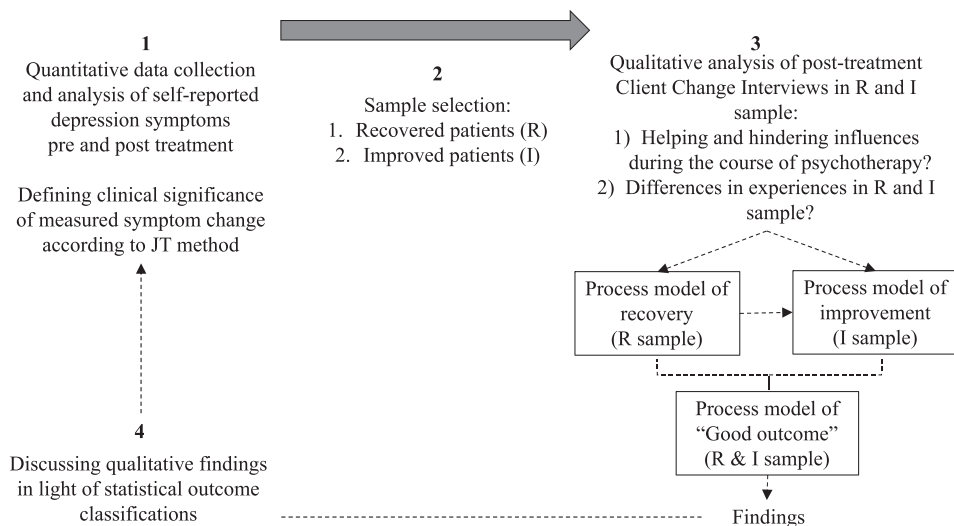 1
Quantitative data collection
and analysis of self-reported
depression symptoms
pre and post treatment
Defining clinical significance
of measured symptom change
according to JT method
2
Sample selection:
1. Recovered patients (R)
2. Improved patients (I)
3
Qualitative analysis of post-treatment
Client Change Interviews in R and I
sample:
1) Helping and hindering influences
during the course of psychotherapy?
2) Differences in experiences in R and I
sample?
Process model of
recovery
(R sample)
Process model of
improvement
(I sample)
Process model of
“Good outcome”
(R & I sample)
Findings
4
Discussing qualitative findings
in light of statistical outcome
classifications